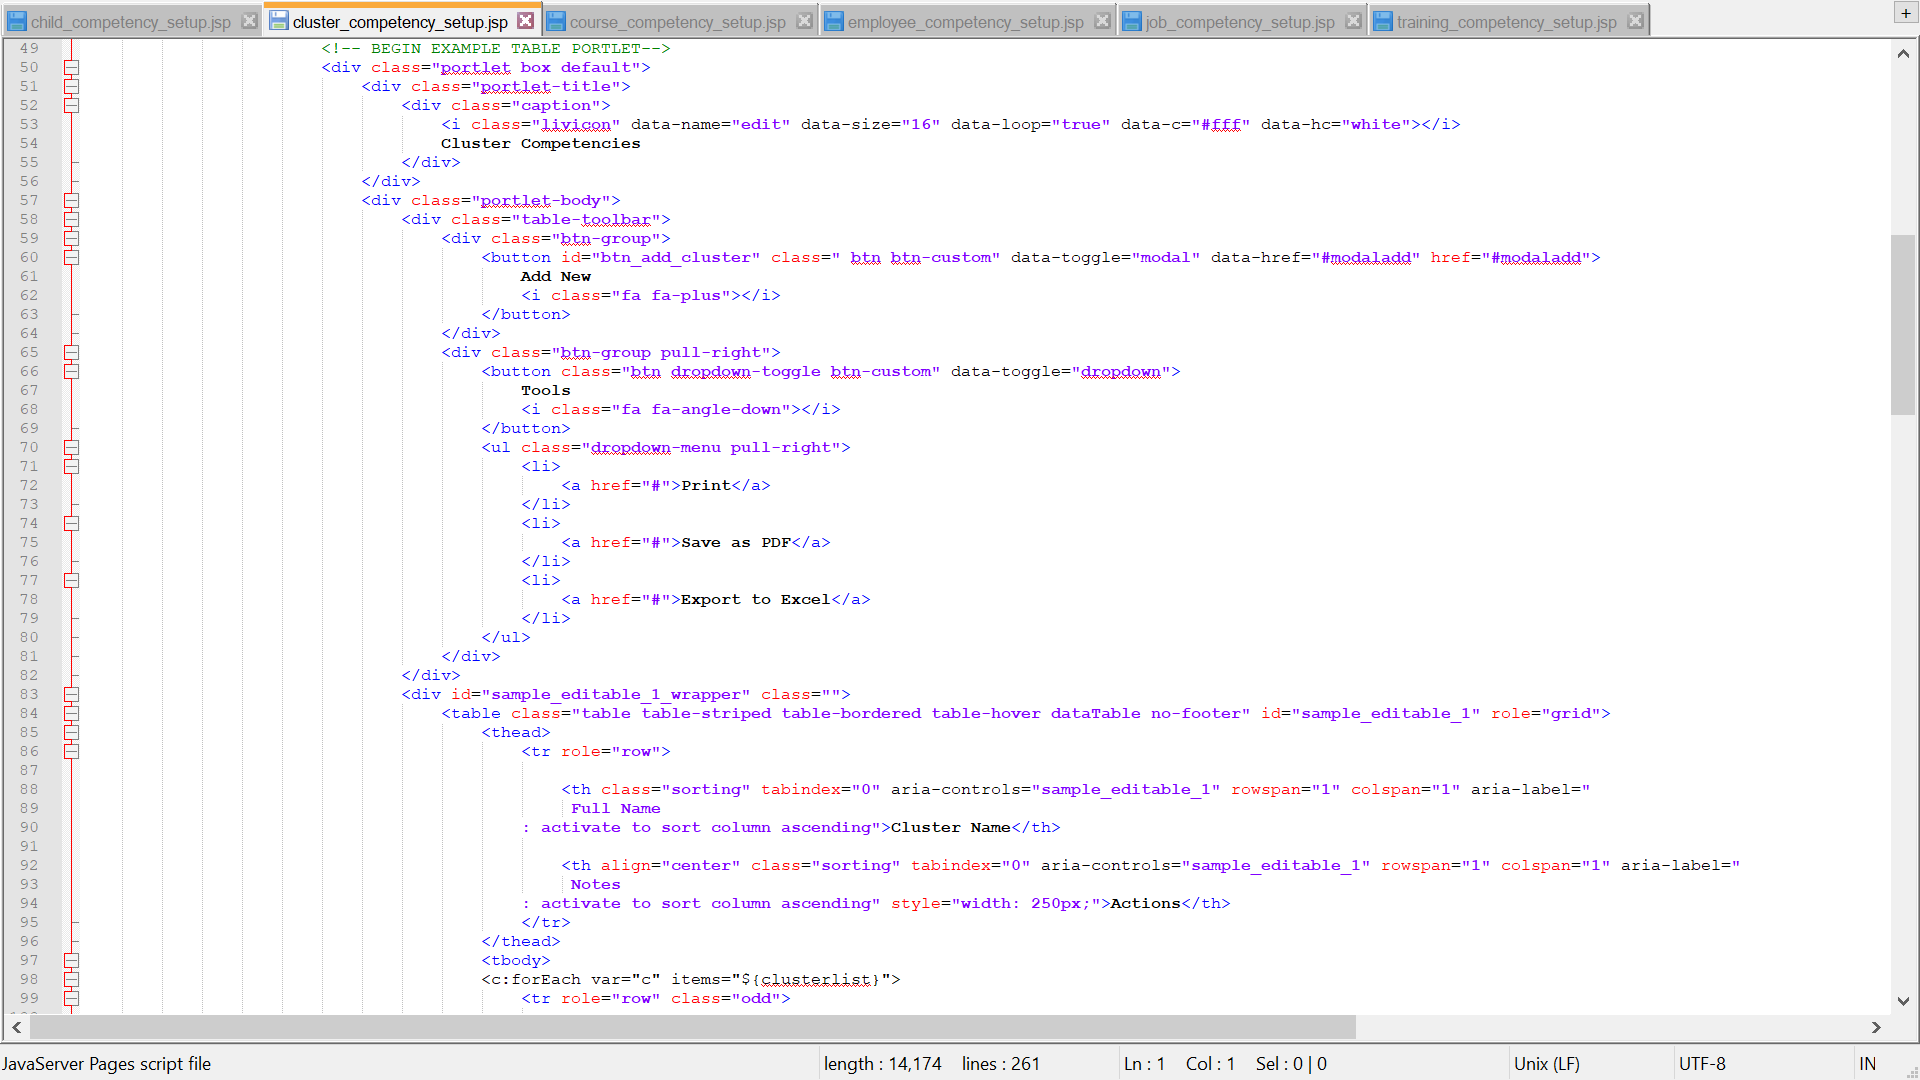 child_competency_setup.jsp cluster_competency_setup.jsp course_competency_setup.jsp employee_competency_setup.jsp job_competency_setup.jsp training_competency_setup.jsp +
49 <!-- BEGIN EXAMPLE TABLE PORTLET-->
50 <div class="portlet box default">
51 <div class="portlet-title">
52 <div class="caption">
53 <i class="livicon" data-name="edit" data-size="16" data-loop="true" data-c="#fff" data-hc="white"></i>
54 Cluster Competencies
55 </div>
56 </div>
57 <div class="portlet-body">
58 <div class="table-toolbar">
59 <div class="btn-group">
60 <button id="btn_add_cluster" class=" btn btn-custom" data-toggle="modal" data-href="#modaladd" href="#modaladd">
61 Add New
62 <i class="fa fa-plus"></i>
63 </button>
64 </div>
65 <div class="btn-group pull-right">
66 <button class="btn dropdown-toggle btn-custom" data-toggle="dropdown">
67 Tools
68 <i class="fa fa-angle-down"></i>
69 </button>
70 <ul class="dropdown-menu pull-right">
71 <li>
72 <a href="#">Print</a>
73 </li>
74 <li>
75 <a href="#">Save as PDF</a>
76 </li>
77 <li>
78 <a href="#">Export to Excel</a>
79 </li>
80 </ul>
81 </div>
82 </div>
83 <div id="sample_editable_1_wrapper" class="">
84 <table class="table table-striped table-bordered table-hover dataTable no-footer" id="sample_editable_1" role="grid">
85 <thead>
86 <tr role="row">
87
88 <th class="sorting" tabindex="0" aria-controls="sample_editable_1" rowspan="1" colspan="1" aria-label="
89 Full Name
90 : activate to sort column ascending">Cluster Name</th>
91
92 <th align="center" class="sorting" tabindex="0" aria-controls="sample_editable_1" rowspan="1" colspan="1" aria-label="
93 Notes
94 : activate to sort column ascending" style="width: 250px;">Actions</th>
95 </tr>
96 </thead>
97 <tbody>
98 <c:forEach var="c" items="${clusterlist}">
99 <tr role="row" class="odd">
JavaServer Pages script file length : 14,174 lines : 261 Ln : 1 Col : 1 Sel : 0 | 0 Unix (LF) UTF-8 IN